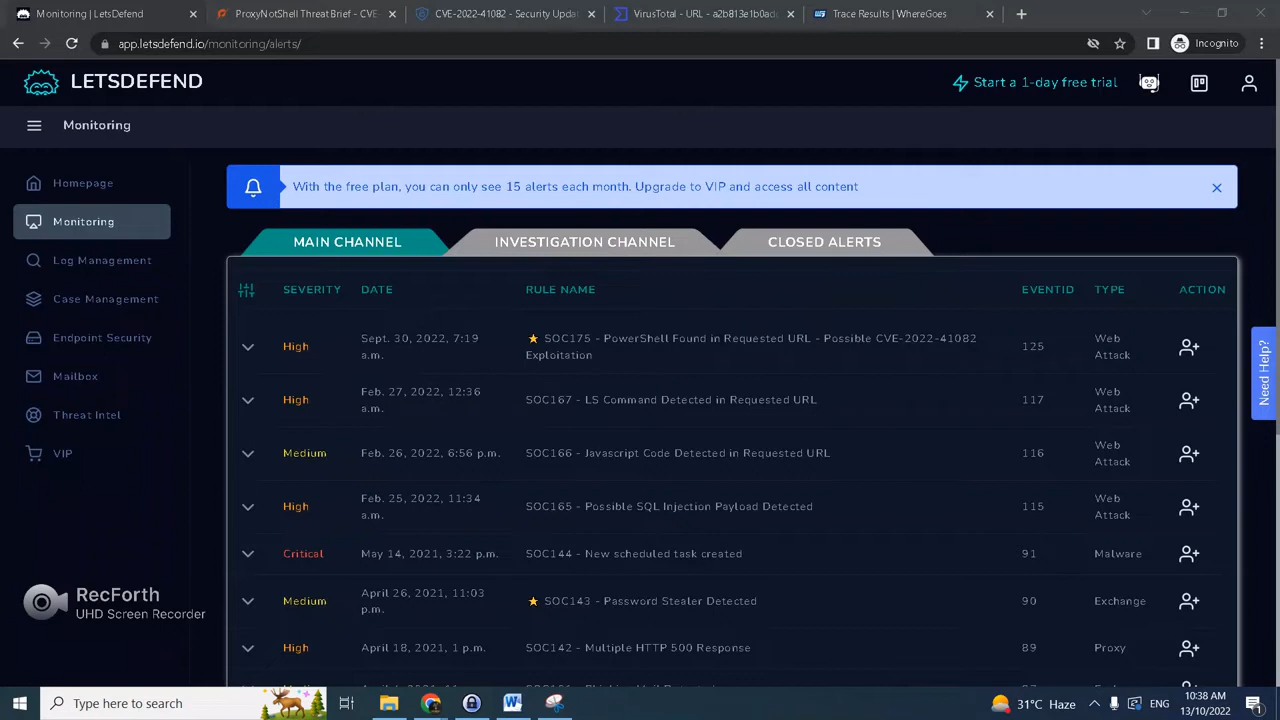 Monitoring | LetsDefend
ProxyNotShell Threat Brief - CVE
CVE-2022-41082 - Security Updat
VirusTotal - URL - a2b813e1b0ad
Trace Results | WhereGoes
app.letsdefend.io/monitoring/alerts/
Incognito
LETSDEFEND
Start a 1-day free trial
Monitoring
Homepage
Monitoring
Log Management
Case Management
Endpoint Security
Mailbox
Threat Intel
VIP
With the free plan, you can only see 15 alerts each month. Upgrade to VIP and access all content
MAIN CHANNEL
INVESTIGATION CHANNEL
CLOSED ALERTS
SEVERITY DATE RULE NAME EVENTID TYPE ACTION
High
Sept. 30, 2022, 7:19
a.m.
SOC175 - PowerShell Found in Requested URL - Possible CVE-2022-41082
Exploitation
125
Web
Attack
High
Feb. 27, 2022, 12:36
a.m.
SOC167 - LS Command Detected in Requested URL
117
Web
Attack
Medium
Feb. 26, 2022, 6:56 p.m.
SOC166 - Javascript Code Detected in Requested URL
116
Web
Attack
High
Feb. 25, 2022, 11:34
a.m.
SOC165 - Possible SQL Injection Payload Detected
115
Web
Attack
Critical
May 14, 2021, 3:22 p.m.
SOC144 - New scheduled task created
91
Malware
Medium
April 26, 2021, 11:03
p.m.
SOC143 - Password Stealer Detected
90
Exchange
High
April 18, 2021, 1 p.m.
SOC142 - Multiple HTTP 500 Response
89
Proxy
Need Help?
RecForth
UHD Screen Recorder
Type here to search
31°C Haze
ENG
10:38 AM
13/10/2022